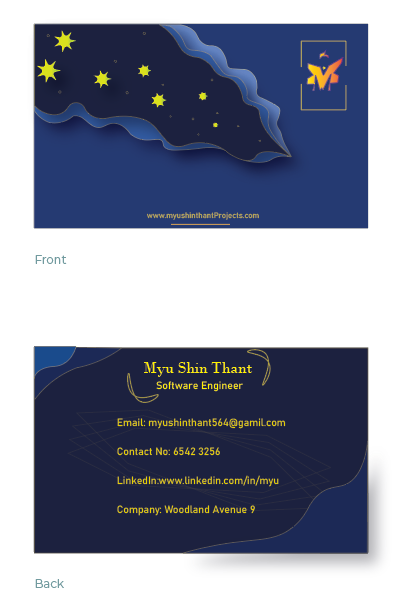 www.myushinthantProjects.com
Front
Myu Shin Thant
Software Engineer
Email: myushinthant564@gamil.com
Contact No: 6542 3256
LinkedIn:www.linkedin.com/in/myu
Company: Woodland Avenue 9
Back